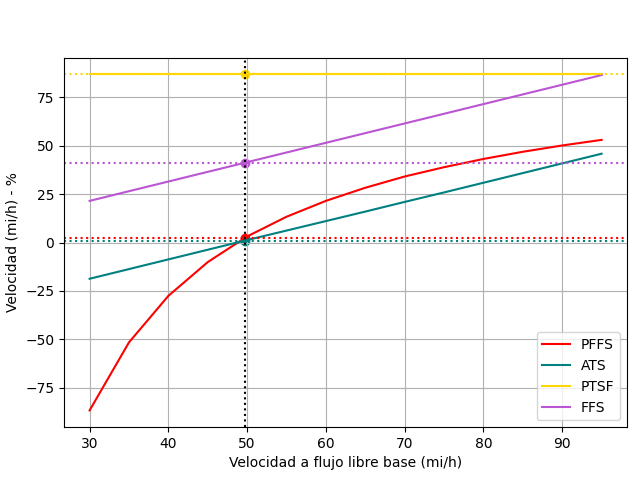 Velocidad (mi/h) - %
75
50
25
0
−25
−50
−75
30 40 50 60 70 80 90
Velocidad a flujo libre base (mi/h)
PFFS
ATS
PTSF
FFS